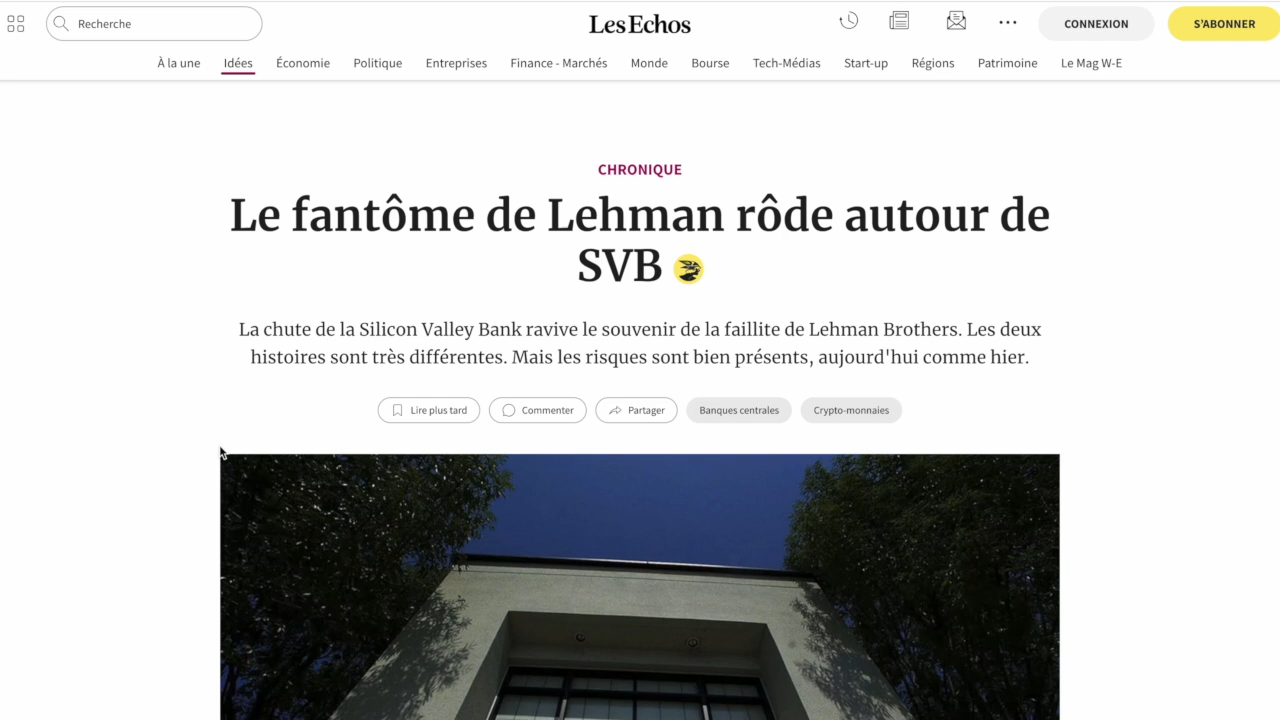 Recherche
Les Echos
CONNEXION
S'ABONNER
À la une
Idées
Économie
Politique
Entreprises
Finance - Marchés
Monde
Bourse
Tech-Médias
Start-up
Régions
Patrimoine
Le Mag W-E
CHRONIQUE
Le fantôme de Lehman rôde autour de
SVB
La chute de la Silicon Valley Bank ravive le souvenir de la faillite de Lehman Brothers. Les deux
histoires sont très différentes. Mais les risques sont bien présents, aujourd'hui comme hier.
Lire plus tard
Commenter
Partager
Banques centrales
Crypto-monnaies